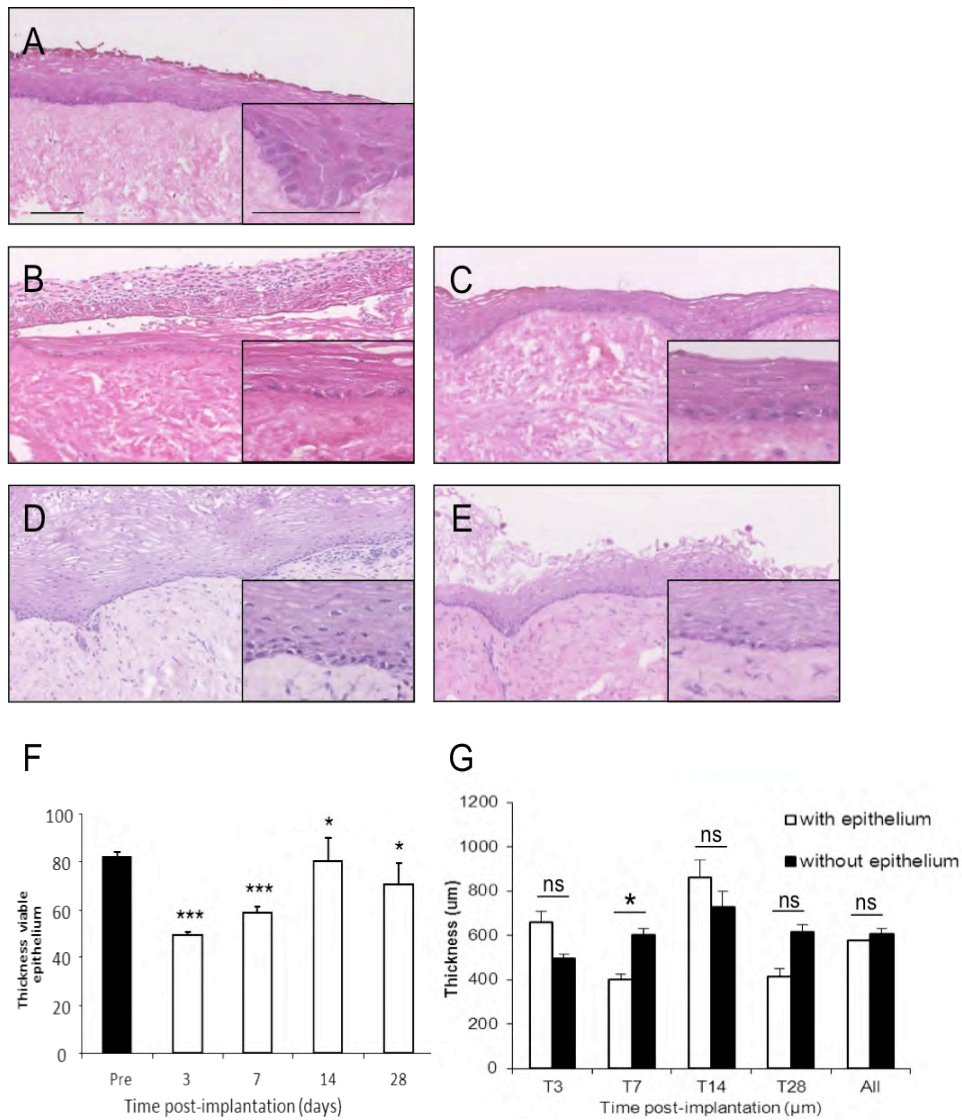 A
B
C
D
E
F
G
Thickness viable
epithelium
100
80
60
40
20
0
***
***
*
*
Pre
3
7
14
28
Time post-implantation (days)
Thickness (um)
1200
1000
800
600
400
200
0
with epithelium
without epithelium
ns
*
ns
ns
ns
T3
T7
T14
T28
All
Time post-implantation (µm)